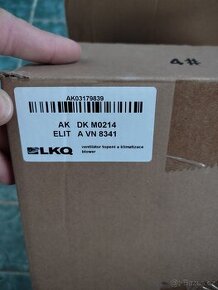 4#
AK03179839
AK DK M0214
ELIT A VN 8341
LKQ
ventilátor topení a klimatizace
blower